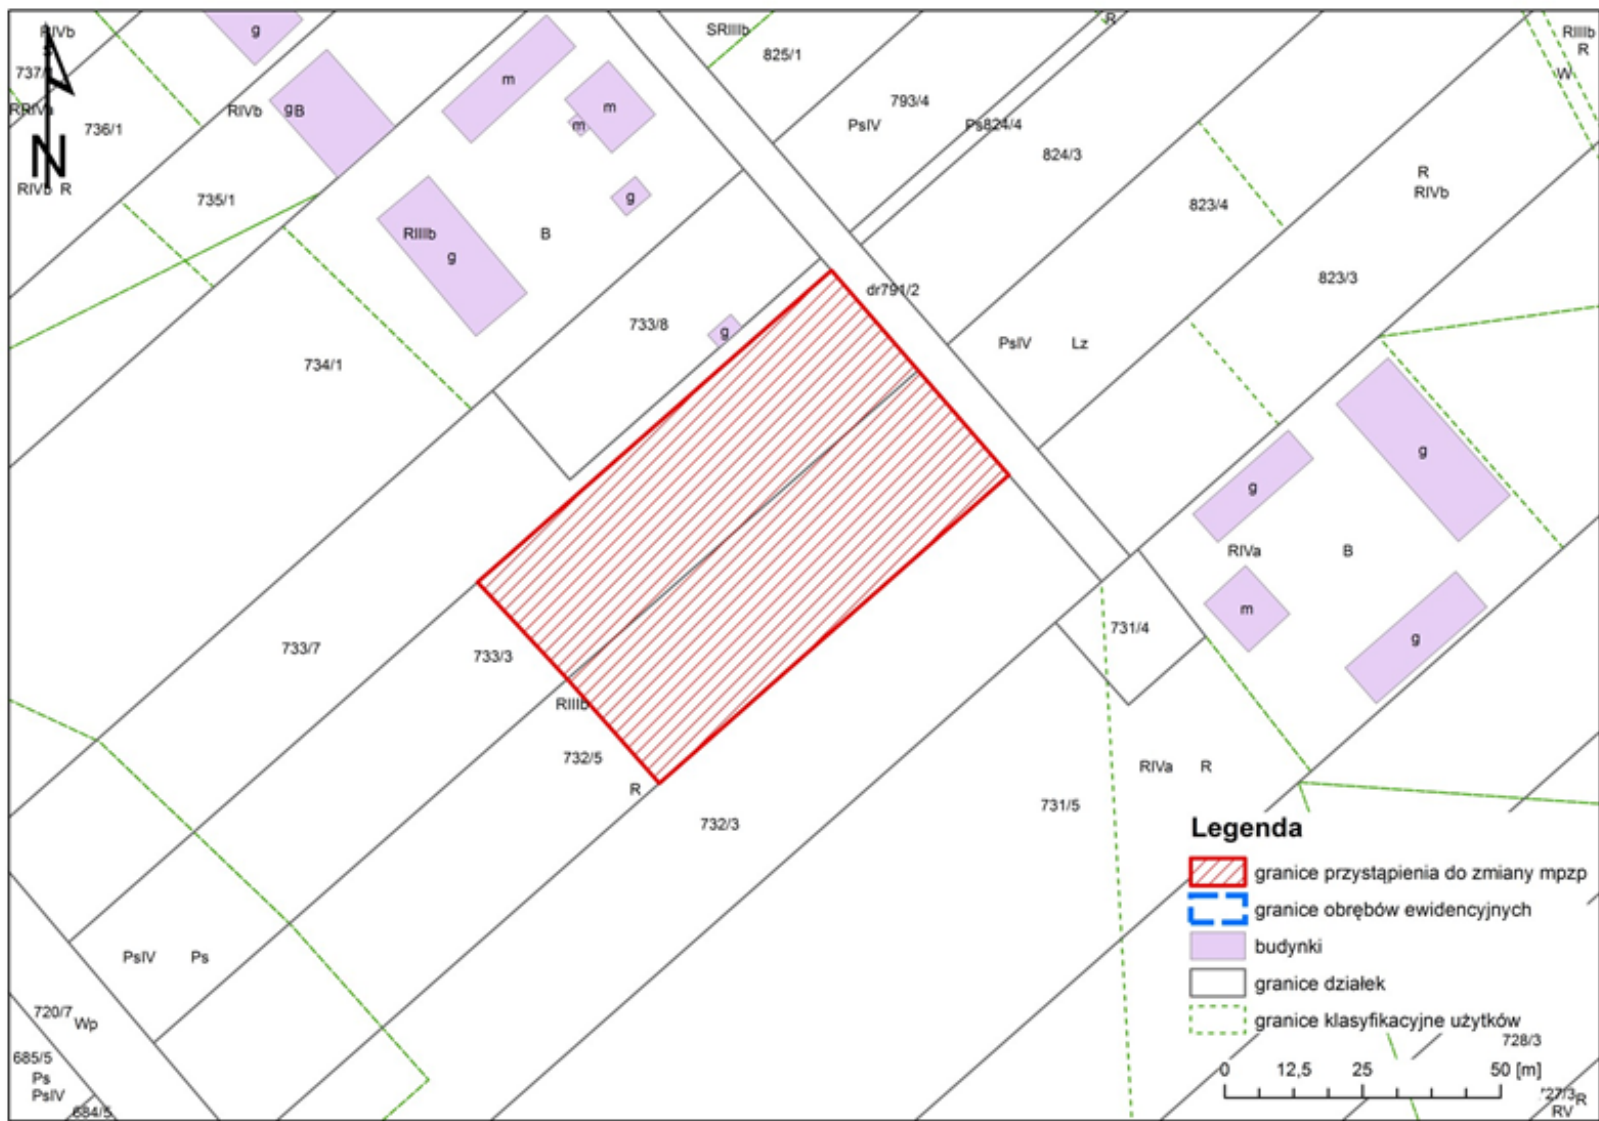 RIVb
g
SRIIIb
825/1
R
RIIIb
R
W
737/1
m
m
m
793/4
PsIV
Ps824/4
824/3
736/1
RIVb
gB
N
RIVb R
735/1
g
R
RIVb
823/4
RIIIb
B
g
823/3
dr791/2
733/8
g
PsIV
Lz
734/1
g
g
RIVa
B
m
g
731/4
733/7
733/3
RIIIb
732/5
R
732/3
731/5
RIVa R
PsIV Ps
720/7
Wp
685/5
Ps
PsIV
684/5
Legenda
granice przystąpienia do zmiany mpzp
granice obrębów ewidencyjnych
budynki
granice działek
granice klasyfikacyjne użytków
728/3
0 12,5 25 50 [m]
R
RV